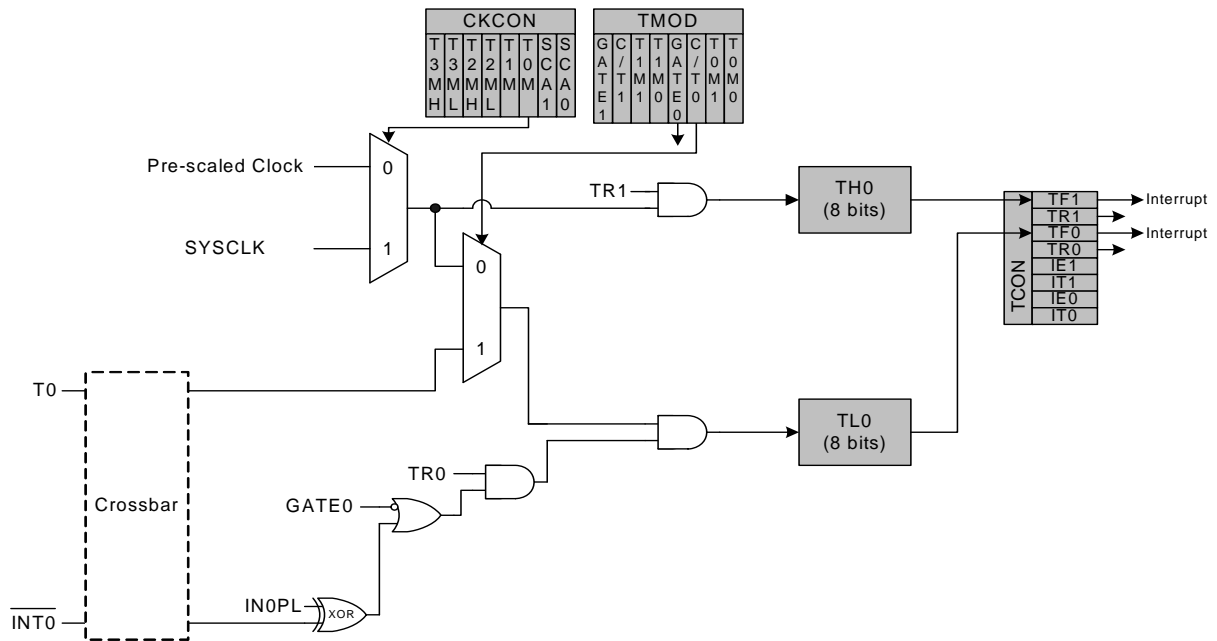 CKCON
T3MH
T3ML
T2MH
T2ML
T1M
T0M
SCA1
SCA0
TMOD
GATE1
C/T1
T1M1
T1M0
GATE0
C/T0
T0M1
T0M0
Pre-scaled Clock
0
SYSCLK
1
TR1
TH0
(8 bits)
TCON
TF1
TR1
TF0
TR0
IE1
IT1
IE0
IT0
Interrupt
Interrupt
0
1
T0
Crossbar
TL0
(8 bits)
TR0
GATE0
IN0PL
XOR
INT0